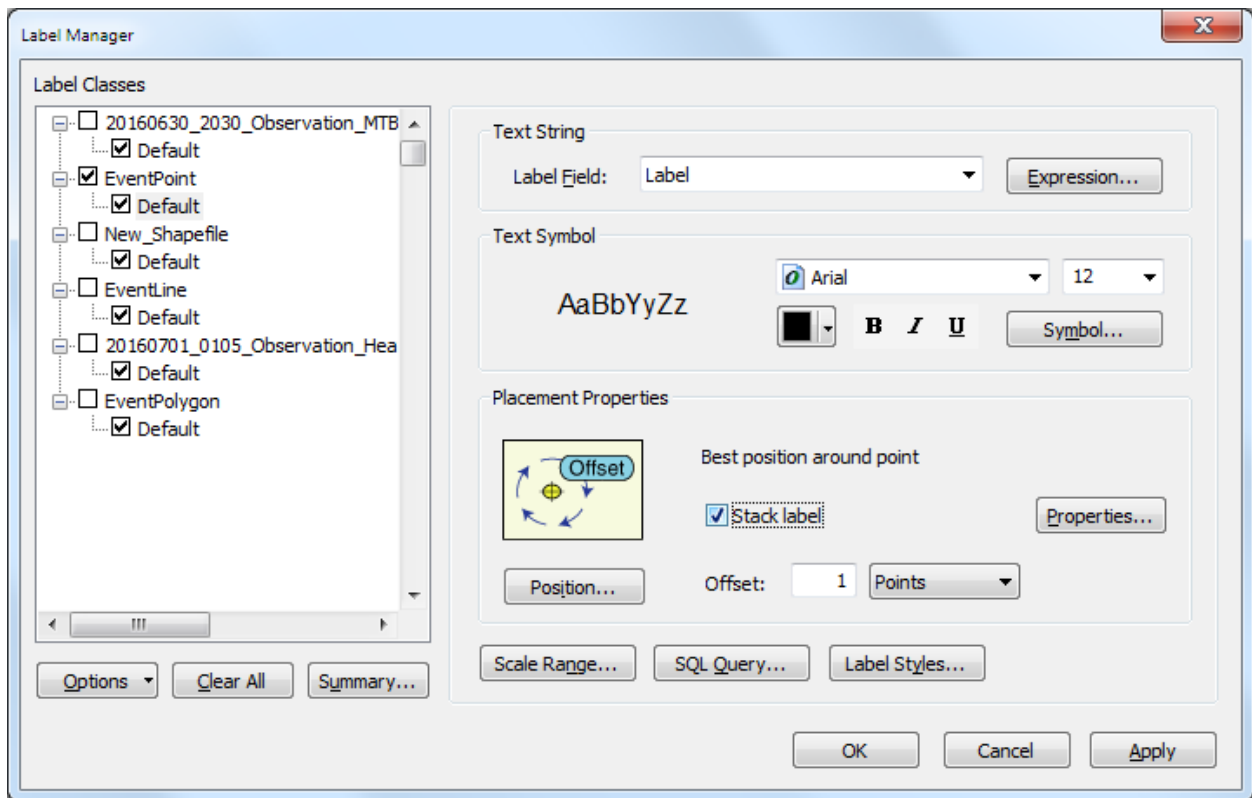 Label Manager
Label Classes
20160630_2030_Observation_MTB
Default
EventPoint
Default
New_Shapefile
Default
EventLine
Default
20160701_0105_Observation_Hea
Default
EventPolygon
Default
Options
Clear All
Summary...
Text String
Label Field:
Label
Expression...
Text Symbol
AaBbYyZz
Arial
12
B I U
Symbol...
Placement Properties
Offset
Best position around point
Stack label
Properties...
Position...
Offset:
1
Points
Scale Range...
SQL Query...
Label Styles...
OK
Cancel
Apply